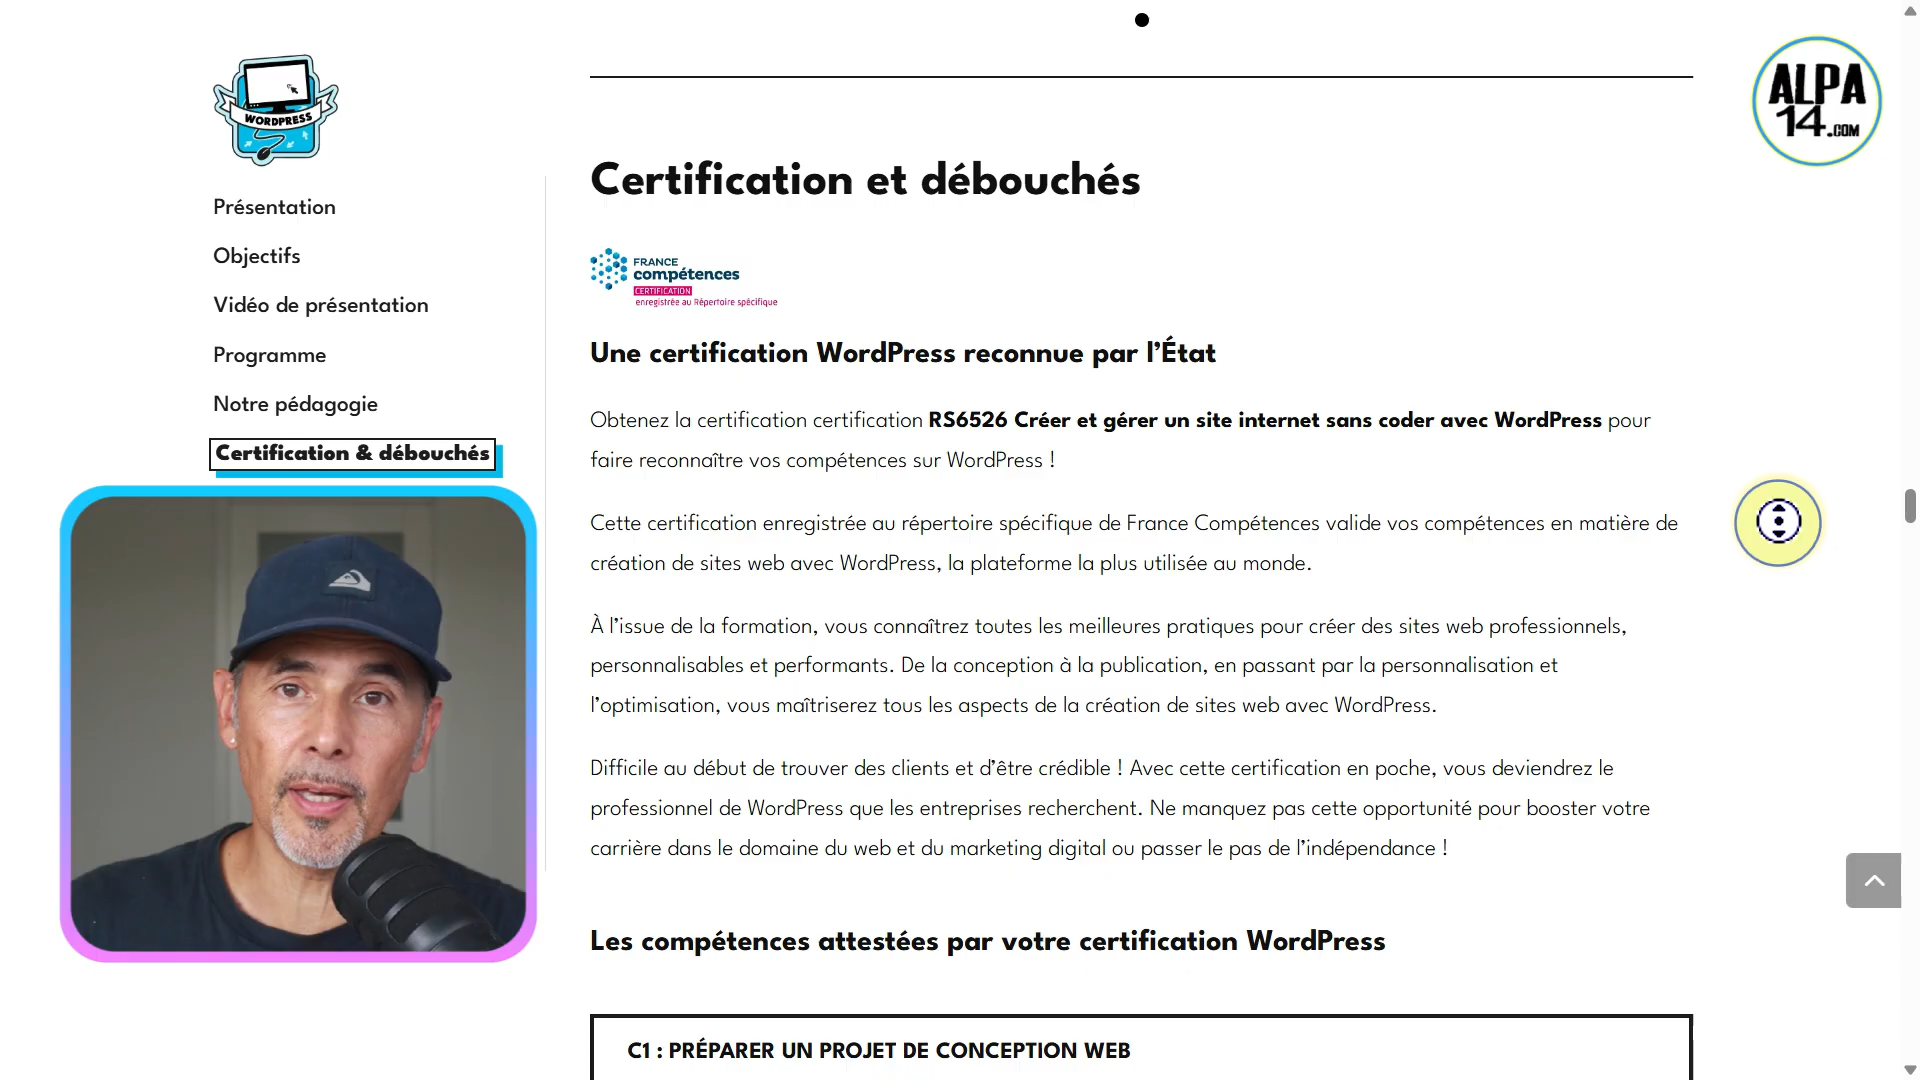 WORDPRESS
Présentation
Objectifs
Vidéo de présentation
Programme
Notre pédagogie
Certification & débouchés
ALPA
14.COM
Certification et débouchés
FRANCE
compétences
CERTIFICATION
enregistrée au Répertoire spécifique
Une certification WordPress reconnue par l’État
Obtenez la certification certification RS6526 Créer et gérer un site internet sans coder avec WordPress pour
faire reconnaître vos compétences sur WordPress !
Cette certification enregistrée au répertoire spécifique de France Compétences valide vos compétences en matière de
création de sites web avec WordPress, la plateforme la plus utilisée au monde.
À l’issue de la formation, vous connaîtrez toutes les meilleures pratiques pour créer des sites web professionnels,
personnalisables et performants. De la conception à la publication, en passant par la personnalisation et
l’optimisation, vous maîtriserez tous les aspects de la création de sites web avec WordPress.
Difficile au début de trouver des clients et d’être crédible ! Avec cette certification en poche, vous deviendrez le
professionnel de WordPress que les entreprises recherchent. Ne manquez pas cette opportunité pour booster votre
carrière dans le domaine du web et du marketing digital ou passer le pas de l’indépendance !
Les compétences attestées par votre certification WordPress
C1 : PRÉPARER UN PROJET DE CONCEPTION WEB